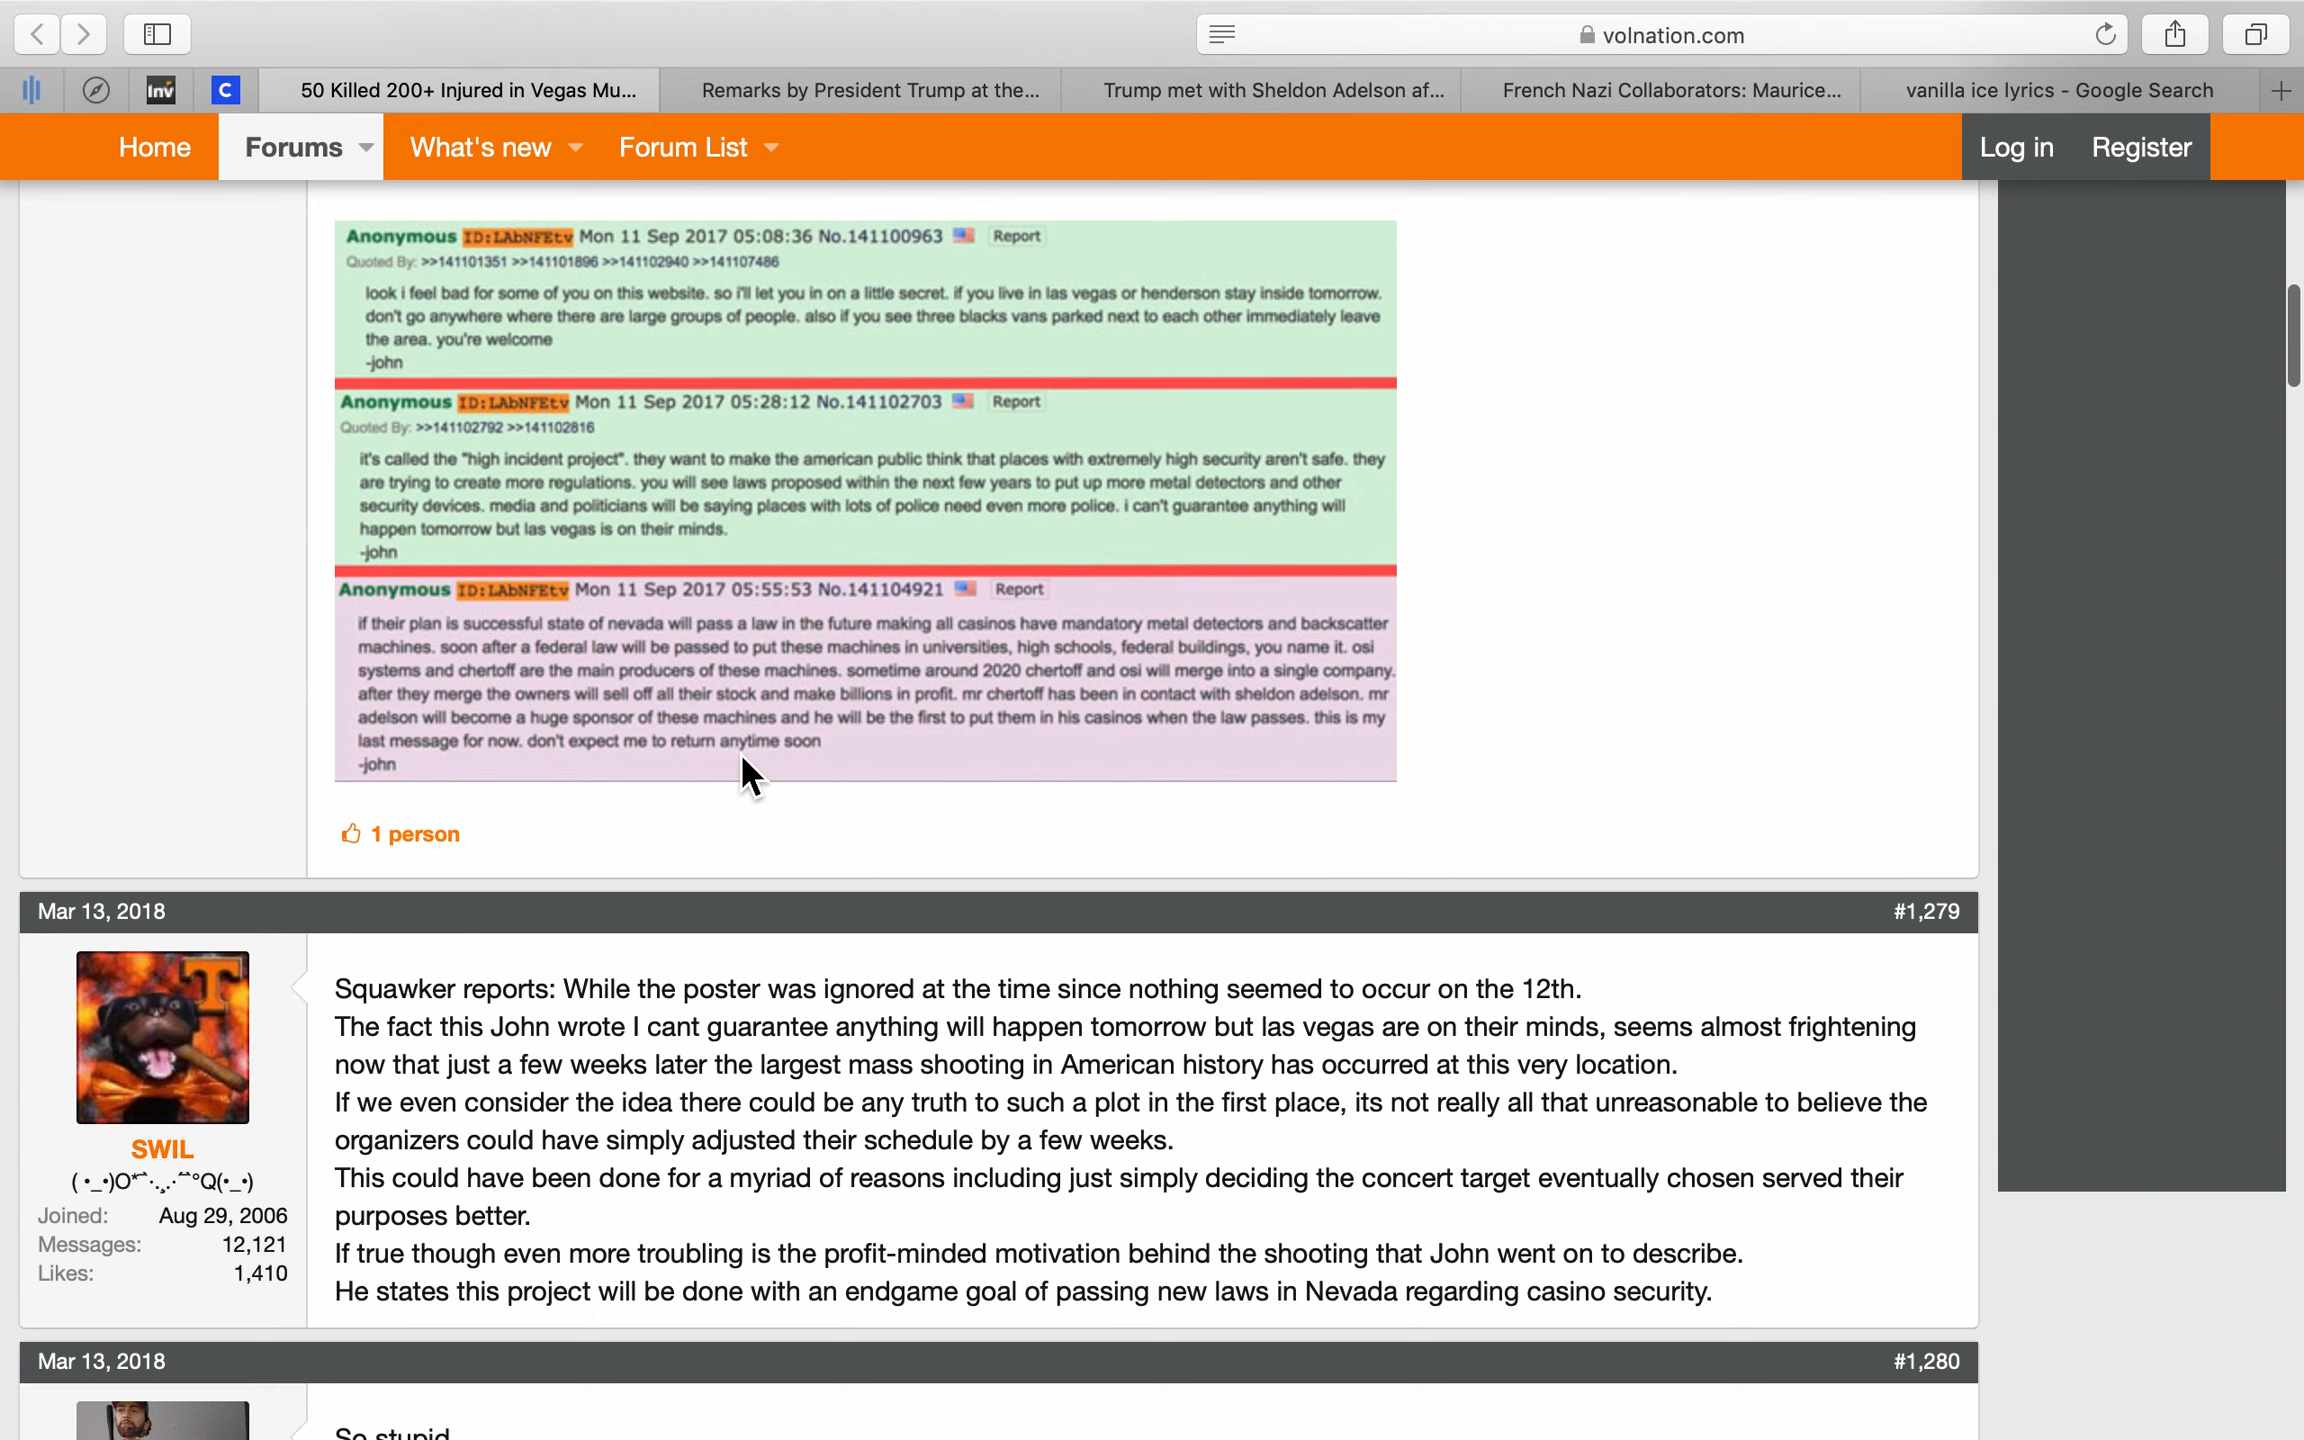 volnation.com
Inv
C
50 Killed 200+ Injured in Vegas Mu...
Remarks by President Trump at the...
Trump met with Sheldon Adelson af...
French Nazi Collaborators: Maurice...
vanilla ice lyrics - Google Search
Home
Forums
What's new
Forum List
Log in
Register
Anonymous ID:LAbNFEtv Mon 11 Sep 2017 05:08:36 No.141100963 Report
Quoted By: >>141101351 >>141101896 >>141102940 >>141107486
look i feel bad for some of you on this website. so i'll let you in on a little secret. if you live in las vegas or henderson stay inside tomorrow.
don't go anywhere where there are large groups of people. also if you see three blacks vans parked next to each other immediately leave
the area. you're welcome
-john
Anonymous ID:LAbNFEtv Mon 11 Sep 2017 05:28:12 No.141102703 Report
Quoted By: >>141102792 >>141102816
it's called the "high incident project". they want to make the american public think that places with extremely high security aren't safe. they
are trying to create more regulations. you will see laws proposed within the next few years to put up more metal detectors and other
security devices. media and politicians will be saying places with lots of police need even more police. i can't guarantee anything will
happen tomorrow but las vegas is on their minds.
-john
Anonymous ID:LAbNFEtv Mon 11 Sep 2017 05:55:53 No.141104921 Report
if their plan is successful state of nevada will pass a law in the future making all casinos have mandatory metal detectors and backscatter
machines. soon after a federal law will be passed to put these machines in universities, high schools, federal buildings, you name it. osi
systems and chertoff are the main producers of these machines. sometime around 2020 chertoff and osi will merge into a single company.
after they merge the owners will sell off all their stock and make billions in profit. mr chertoff has been in contact with sheldon adelson. mr
adelson will become a huge sponsor of these machines and he will be the first to put them in his casinos when the law passes. this is my
last message for now. don't expect me to return anytime soon
-john
1 person
Mar 13, 2018
#1,279
T
SWIL
Joined: Aug 29, 2006
Messages: 12,121
Likes: 1,410
Squawker reports: While the poster was ignored at the time since nothing seemed to occur on the 12th.
The fact this John wrote I cant guarantee anything will happen tomorrow but las vegas are on their minds, seems almost frightening
now that just a few weeks later the largest mass shooting in American history has occurred at this very location.
If we even consider the idea there could be any truth to such a plot in the first place, its not really all that unreasonable to believe the
organizers could have simply adjusted their schedule by a few weeks.
This could have been done for a myriad of reasons including just simply deciding the concert target eventually chosen served their
purposes better.
If true though even more troubling is the profit-minded motivation behind the shooting that John went on to describe.
He states this project will be done with an endgame goal of passing new laws in Nevada regarding casino security.
Mar 13, 2018
#1,280
So stupid